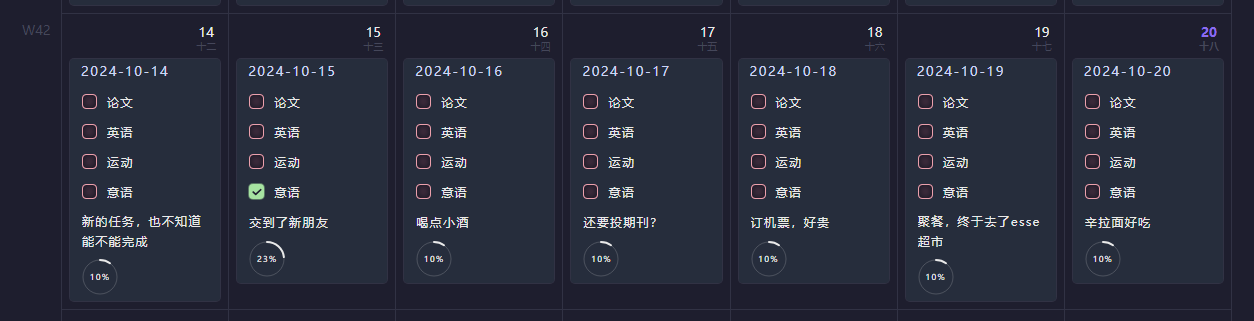 W42
14
十二
2024-10-14
论文
英语
运动
意语
新的任务，也不知道
能不能完成
10%
15
十三
2024-10-15
论文
英语
运动
意语
交到了新朋友
23%
16
十四
2024-10-16
论文
英语
运动
意语
喝点小酒
10%
17
十五
2024-10-17
论文
英语
运动
意语
还要投期刊？
10%
18
十六
2024-10-18
论文
英语
运动
意语
订机票，好贵
10%
19
十七
2024-10-19
论文
英语
运动
意语
聚餐，终于去了esse
超市
10%
20
十八
2024-10-20
论文
英语
运动
意语
辛拉面好吃
10%